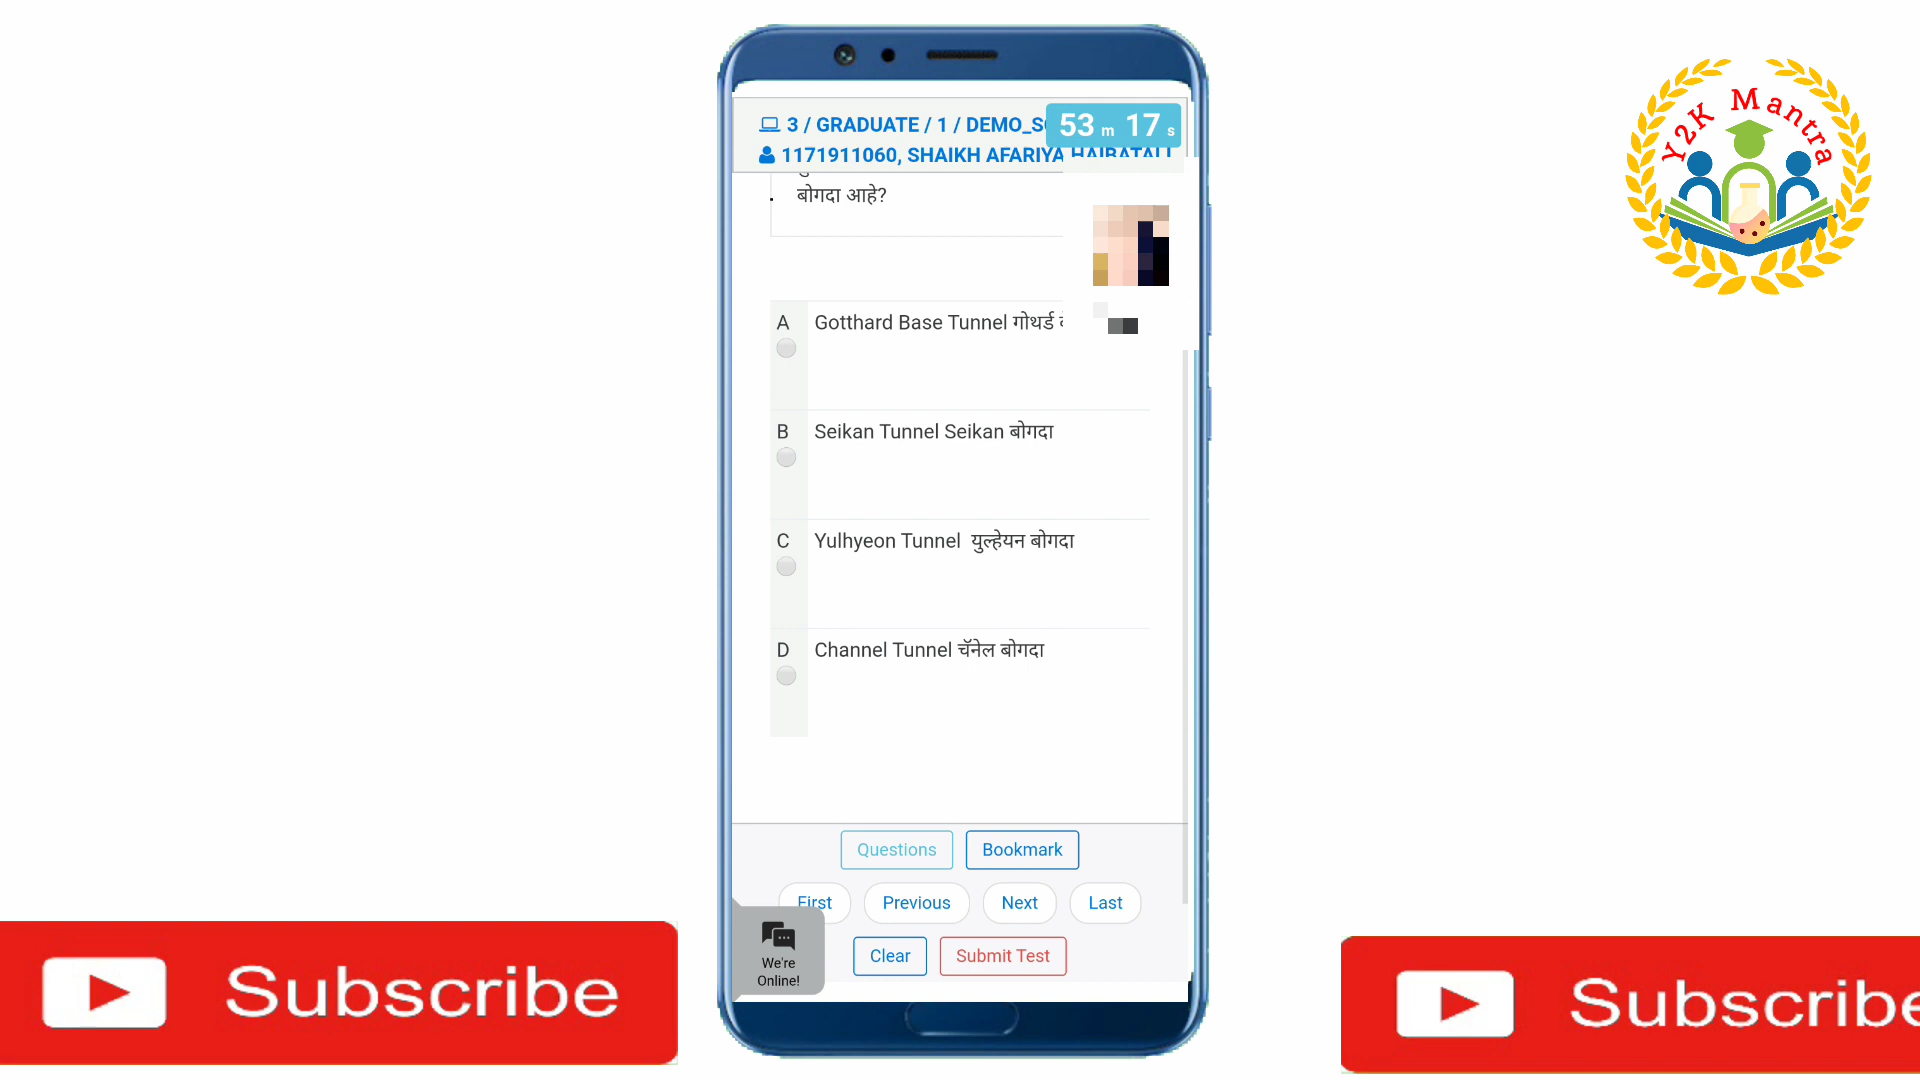 3 / GRADUATE / 1 / DEMO_S
53 m 17 s
1171911060, SHAIKH AFARIYA HAIBATALI
बोगदा आहे?
A Gotthard Base Tunnel गोथर्ड
B Seikan Tunnel Seikan बोगदा
C Yulhyeon Tunnel युल्हेयन बोगदा
D Channel Tunnel चॅनेल बोगदा
Questions Bookmark
First Previous Next Last
Clear Submit Test
We're
Online!
Y2K Mantra
Subscribe
Subscribe